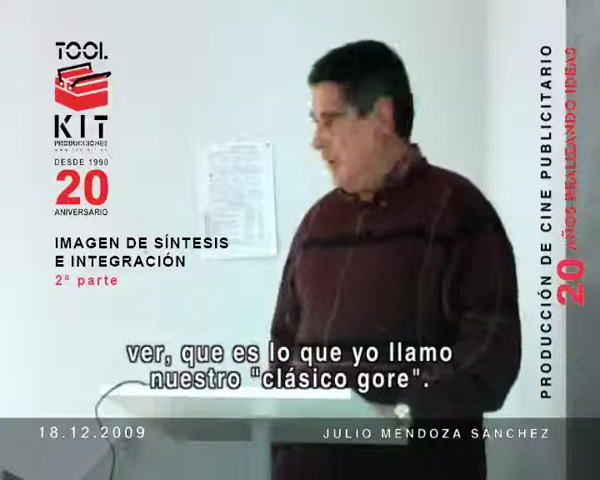 TOOL
KIT
PRODUCCIONES
DESDE 1990
20
ANIVERSARIO
IMAGEN DE SÍNTESIS
E INTEGRACIÓN
2ª parte
PRODUCCIÓN DE CINE PUBLICITARIO
20 AÑOS REALIZANDO IDEAS
ver, que es lo que yo llamo
nuestro "clásico gore".
18.12.2009
JULIO MENDOZA SÁNCHEZ